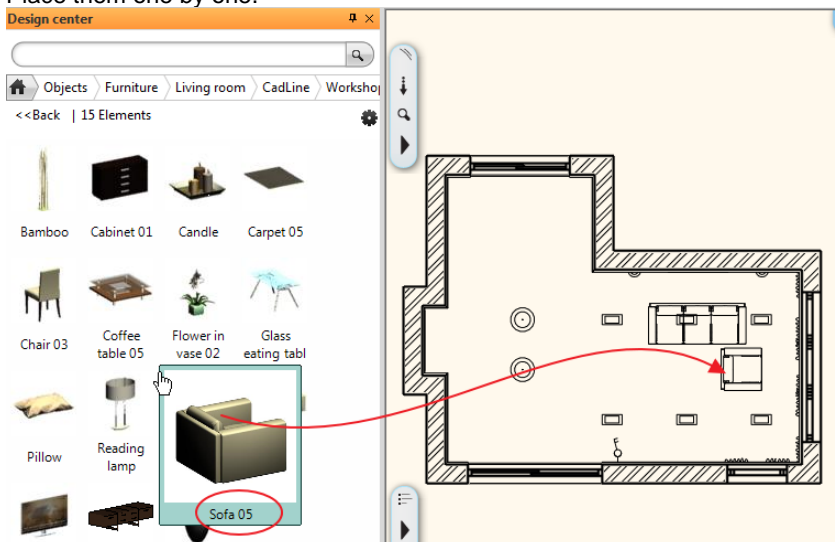 Place them one by one.
Design center
Objects Furniture Living room CadLine Workshop
<<Back | 15 Elements
Bamboo Cabinet 01 Candle Carpet 05
Chair 03 Coffee table 05 Flower in vase 02 Glass eating tabl
Pillow Reading lamp
Sofa 05